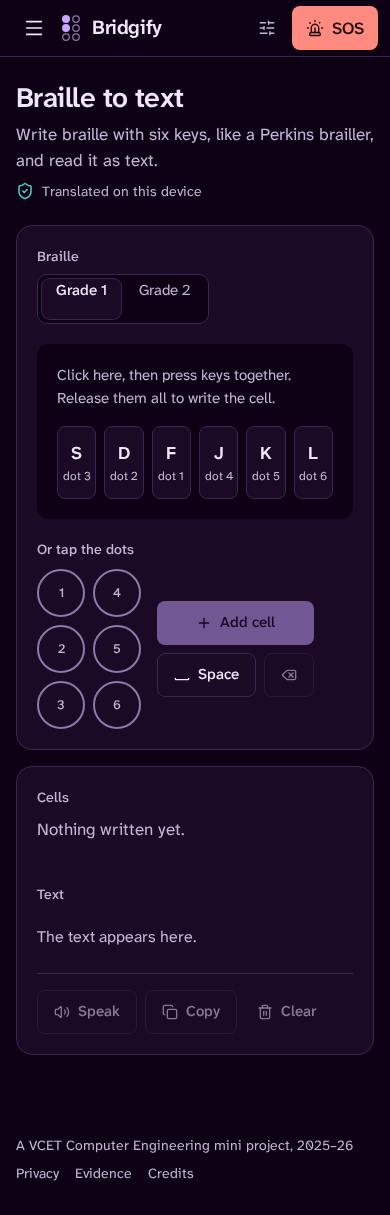 Bridgify
SOS
Braille to text
Write braille with six keys, like a Perkins brailler,
and read it as text.
Translated on this device
Braille
Grade 1 Grade 2
Click here, then press keys together.
Release them all to write the cell.
S D F J K L
dot 3 dot 2 dot 1 dot 4 dot 5 dot 6
Or tap the dots
1 4
Add cell
2 5
Space
3 6
Cells
Nothing written yet.
Text
The text appears here.
Speak Copy Clear
A VCET Computer Engineering mini project, 2025–26
Privacy Evidence Credits